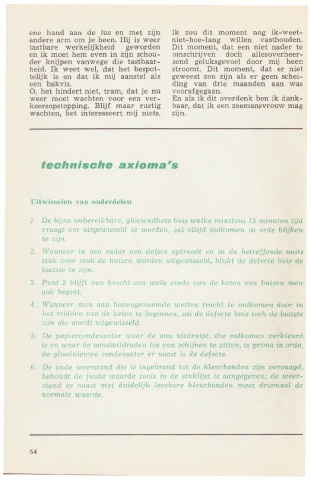 ene hand aan de lus en met zijn
andere arm om je heen. Hij is weer
tastbare werkelijkheid geworden
en ik moet hem even in zijn schou-
der knijpen vanwege die tastbaar-
heid. Ik weet wel, dat het bespot-
telijk is en dat ik mij aanstel als
een bakvis.
O, het hindert niet, tram, dat je nu
weer moet wachten voor een ver-
keersopstopping. Blijf maar rustig
wachten, het interesseert mij niets.
Ik zou dit moment nog ik-weet-
niet-hoe-lang willen vasthouden.
Dit moment, dat een niet nader te
omschrijven doch allesoverheer-
send geluksgevoel door mij heen
stroomt. Dit moment, dat er niet
geweest zou zijn als er geen schei-
ding van drie maanden aan was
voorafgegaan.
En als ik dit overdenk ben ik dank-
baar, dat ik een zeemansvrouw mag
zijn.
technische axioma's
Uitwisselen van onderdelen
1. De bijna onbereikbare, gloeiendhete buis welke minstens 15 minuten tijd
vraagt om uitgewisseld te worden, zal altijd volkomen in orde blijken
te zijn.
2. Wanneer in een radar een defect optreedt en in de betreffende units
stuk voor stuk de buizen worden uitgewisseld, blijkt de defecte buis de
laatste te zijn.
3. Punt 2 blijft van kracht aan welk einde van de keten van buizen men
ook begint.
4. Wanneer men aan bovengenoemde wetten tracht te ontkomen door in
het midden van de keten te beginnen, zal de defecte buis toch de laatste
zijn die wordt uitgewisseld.
5. De papiercondensator waar de was uitdruipt, die volkomen verkleurd
is en waar de aansluitdraden los van schijnen te zitten, is prima in orde,
de gloednieuwe condensator er naast is de defecte.
6. De oude weerstand die is ingebrand tot de kleurbanden zijn vervaagd,
behoudt de juiste waarde zoals in de stuklijst is aangegeven; de weer-
stand er naast met duidelijk leesbare kleurbanden meet driemaal de
normale waarde.
54